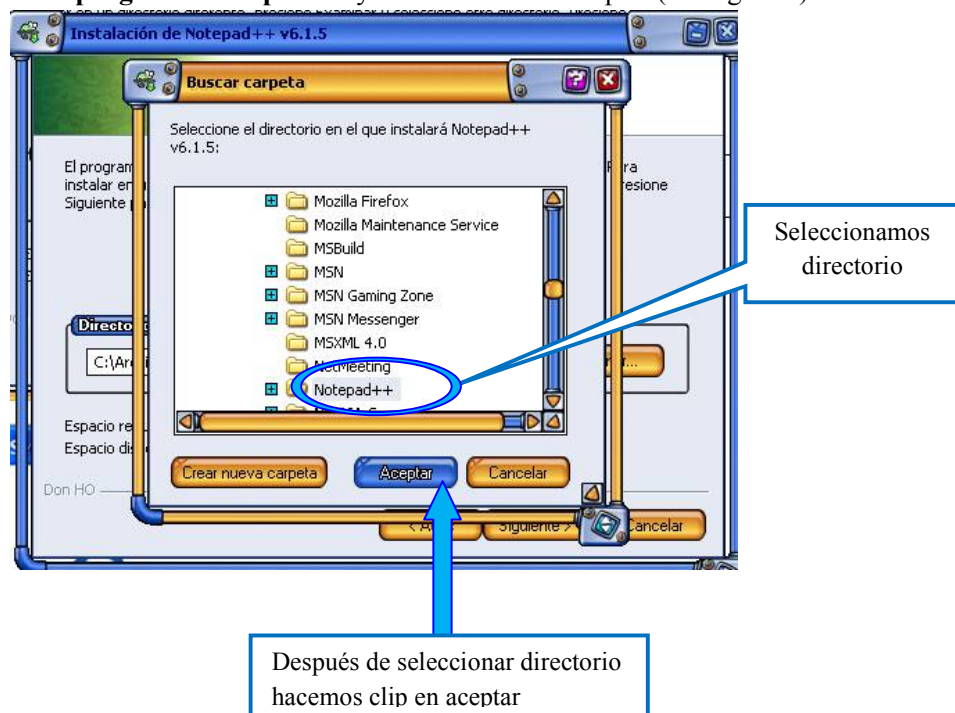 Instalación de Notepad++ v6.1.5
Buscar carpeta
Seleccione el directorio en el que instalará Notepad++
v6.1.5:
El program
instalar en
resione
Siguiente
Mozilla Firefox
Mozilla Maintenance Service
MSBuild
MSN
MSN Gaming Zone
MSN Messenger
MSXML 4.0
NetMeeting
Notepad++
Directo
C:\Ar
Espacio re
Espacio dis
Crear nueva carpeta
Aceptar
Cancelar
Don HO
Siguiente >
Cancelar
Seleccionamos
directorio
Después de seleccionar directorio
hacemos clip en aceptar